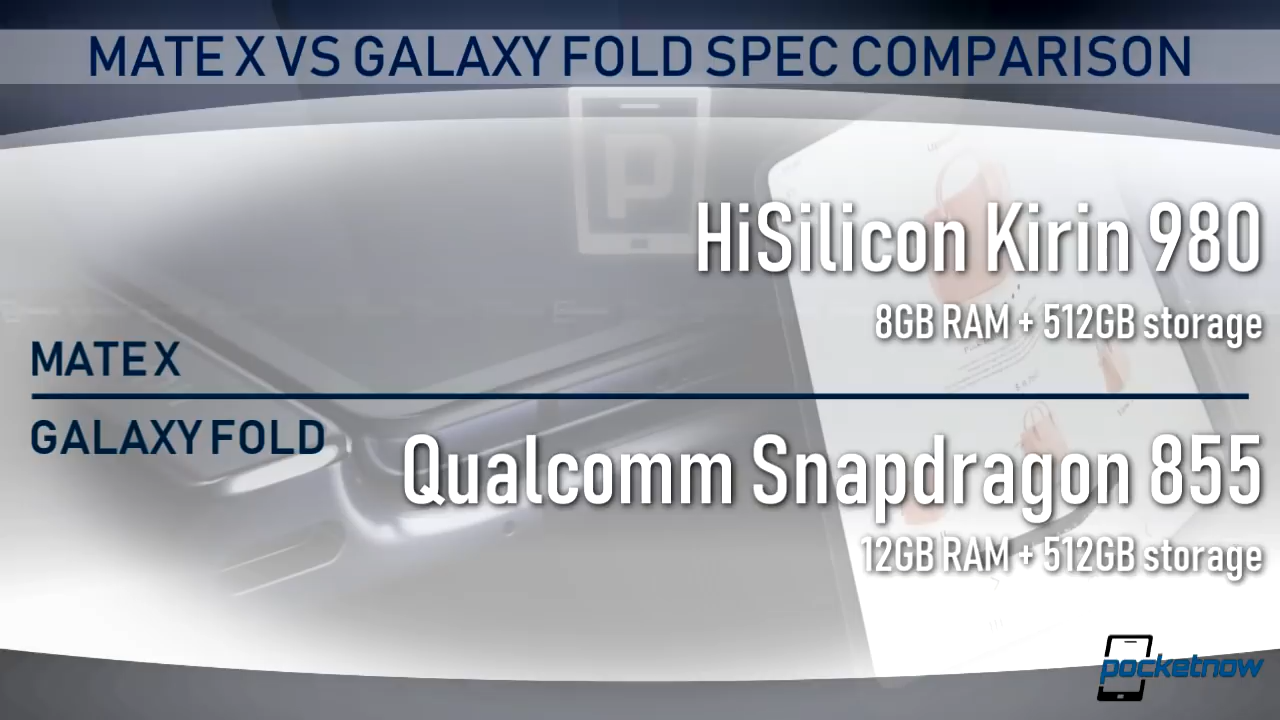 MATE X VS GALAXY FOLD SPEC COMPARISON
HiSilicon Kirin 980
8GB RAM + 512GB storage
MATE X
GALAXY FOLD
Qualcomm Snapdragon 855
12GB RAM + 512GB storage
pocketnow